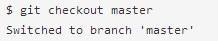 $ git checkout master
Switched to branch 'master'